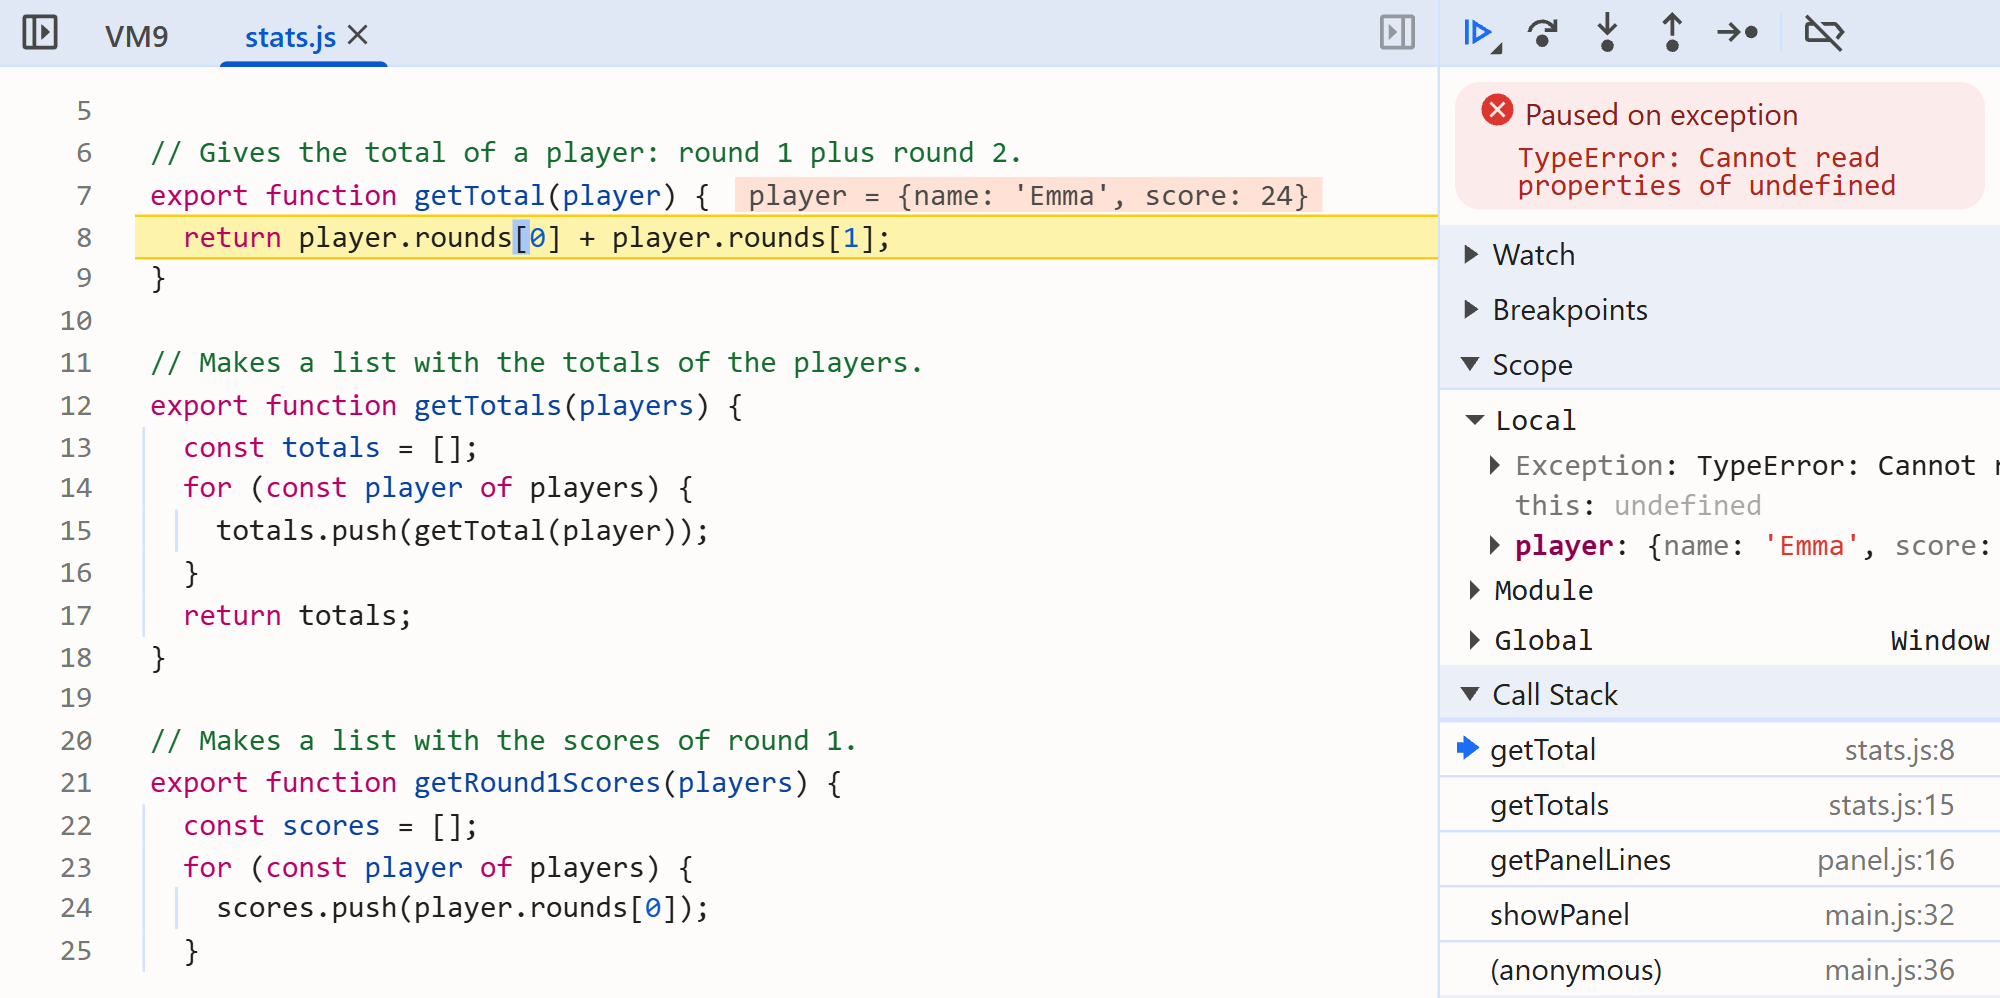 VM9 stats.js
5
6 // Gives the total of a player: round 1 plus round 2.
7 export function getTotal(player) { player = {name: 'Emma', score: 24}
8 return player.rounds[0] + player.rounds[1];
9 }
10
11 // Makes a list with the totals of the players.
12 export function getTotals(players) {
13 const totals = [];
14 for (const player of players) {
15 totals.push(getTotal(player));
16 }
17 return totals;
18 }
19
20 // Makes a list with the scores of round 1.
21 export function getRound1Scores(players) {
22 const scores = [];
23 for (const player of players) {
24 scores.push(player.rounds[0]);
25 }
Paused on exception
TypeError: Cannot read
properties of undefined
Watch
Breakpoints
Scope
Local
Exception: TypeError: Cannot r
this: undefined
player: {name: 'Emma', score:
Module
Global Window
Call Stack
getTotal stats.js:8
getTotals stats.js:15
getPanelLines panel.js:16
showPanel main.js:32
(anonymous) main.js:36